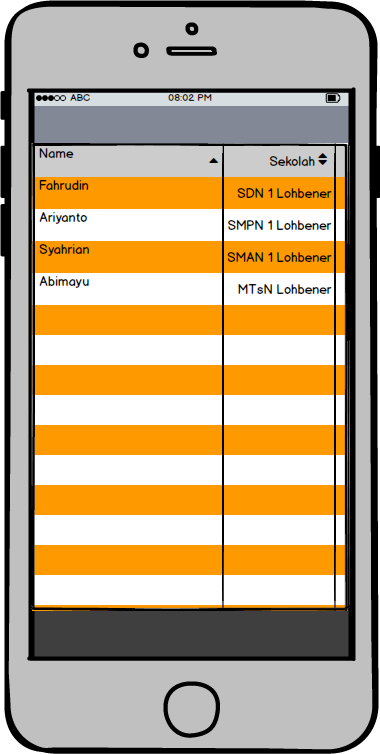 ABC 08:02 PM
Name Sekolah
Fahrudin SDN 1 Lohbener
Ariyanto SMPN 1 Lohbener
Syahrian SMAN 1 Lohbener
Abimayu MTsN Lohbener